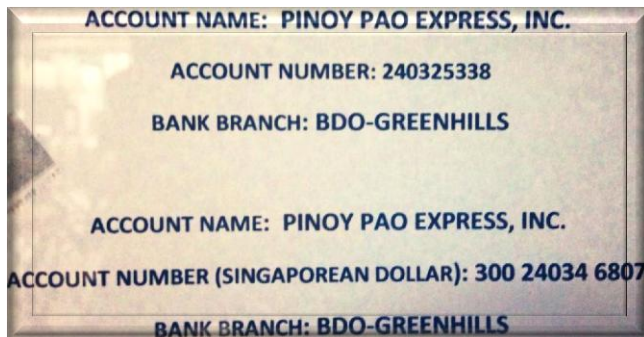 ACCOUNT NAME: PINOY PAO EXPRESS, INC.
ACCOUNT NUMBER: 240325338
BANK BRANCH: BDO-GREENHILLS
ACCOUNT NAME: PINOY PAO EXPRESS, INC.
ACCOUNT NUMBER (SINGAPOREAN DOLLAR): 300 24034 6807
BANK BRANCH: BDO-GREENHILLS